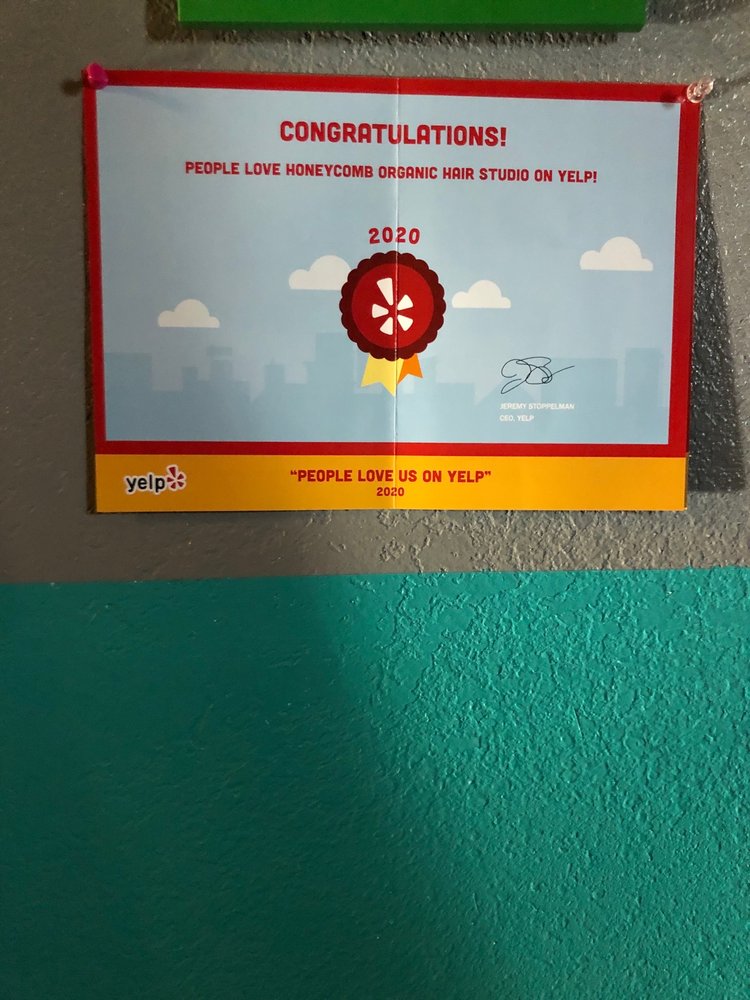 CONGRATULATIONS!
PEOPLE LOVE HONEYCOMB ORGANIC HAIR STUDIO ON YELP!
2020
JEREMY STOPPELMAN
CEO, YELP
yelp
"PEOPLE LOVE US ON YELP"
2020